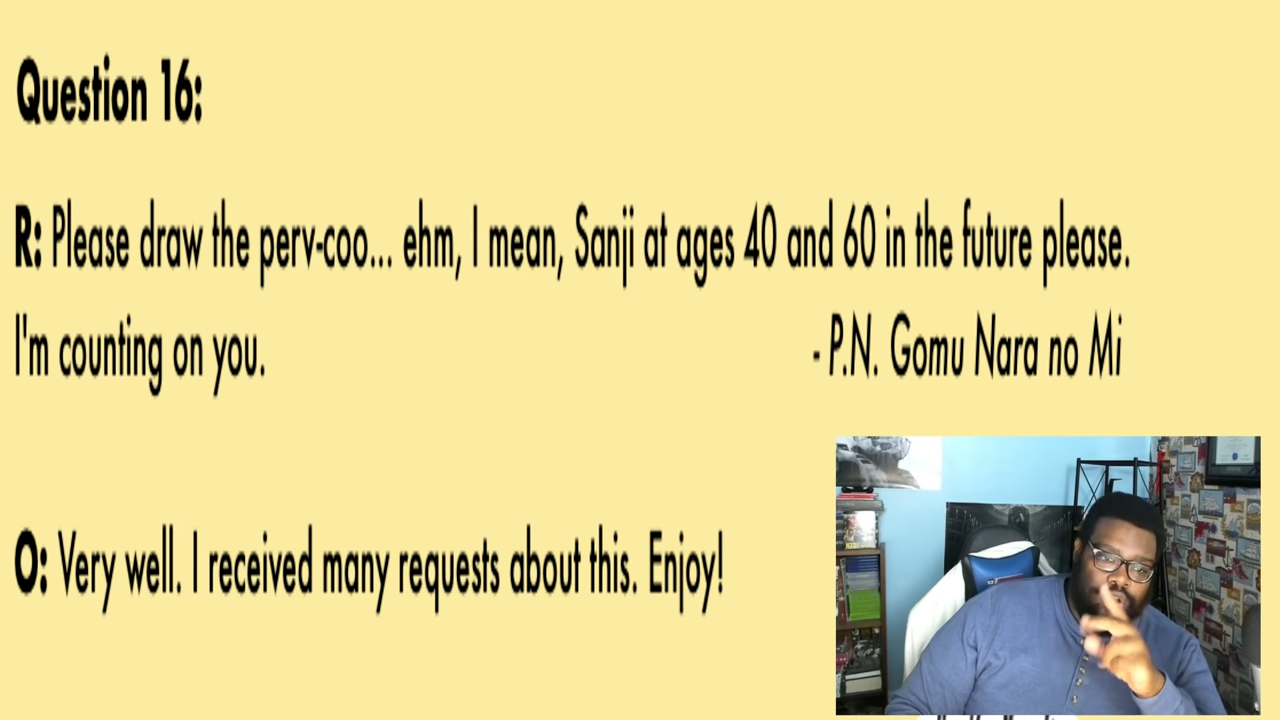 Question 16:
R: Please draw the perv-coo... ehm, I mean, Sanji at ages 40 and 60 in the future please.
I'm counting on you. - P.N. Gomu Nara no Mi
O: Very well. I received many requests about this. Enjoy!